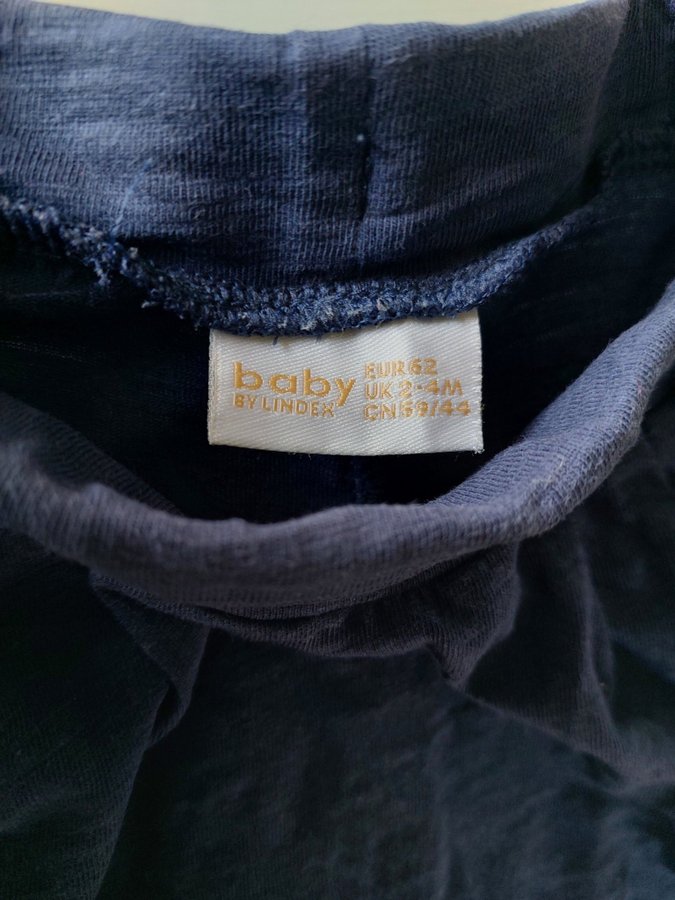 baby
BY LINDEX
EUR 62
UK 2-4M
CN 59/44